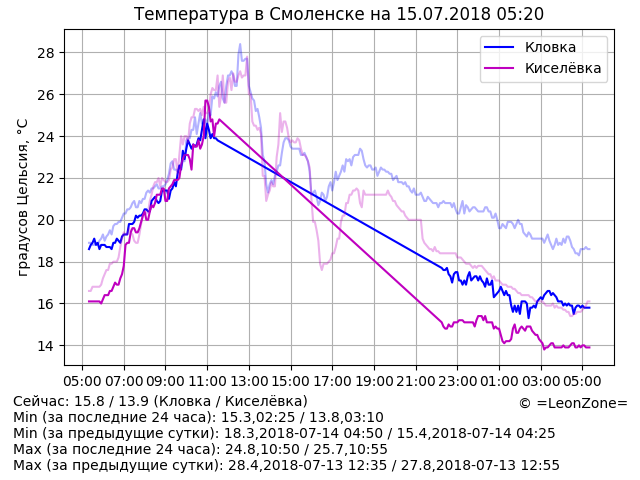 Температура в Смоленске на 15.07.2018 05:20
Кловка
Киселёвка
градусов Цельсия, °C
28
26
24
22
20
18
16
14
05:00 07:00 09:00 11:00 13:00 15:00 17:00 19:00 21:00 23:00 01:00 03:00 05:00
Сейчас: 15.8 / 13.9 (Кловка / Киселёвка)
© =LeonZone=
Min (за последние 24 часа): 15.3,02:25 / 13.8,03:10
Min (за предыдущие сутки): 18.3,2018-07-14 04:50 / 15.4,2018-07-14 04:25
Max (за последние 24 часа): 24.8,10:50 / 25.7,10:55
Max (за предыдущие сутки): 28.4,2018-07-13 12:35 / 27.8,2018-07-13 12:55